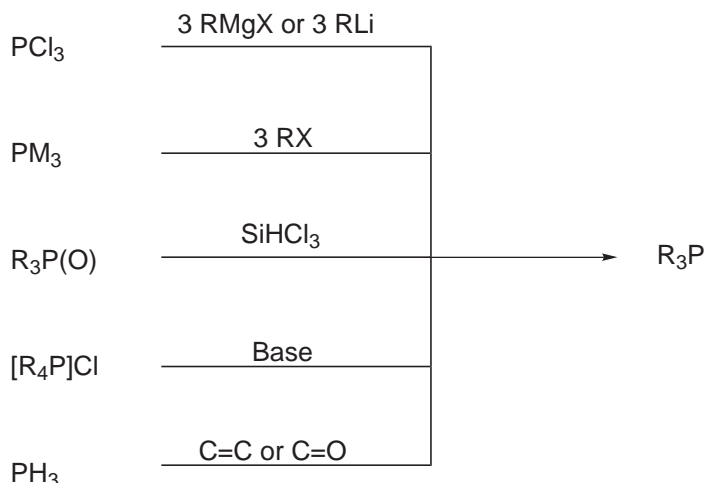 3 RMgX or 3 RLi
PCl₃
3 RX
PM₃
SiHCl₃
R₃P(O)
R₃P
Base
[R₄P]Cl
C=C or C=O
PH₃